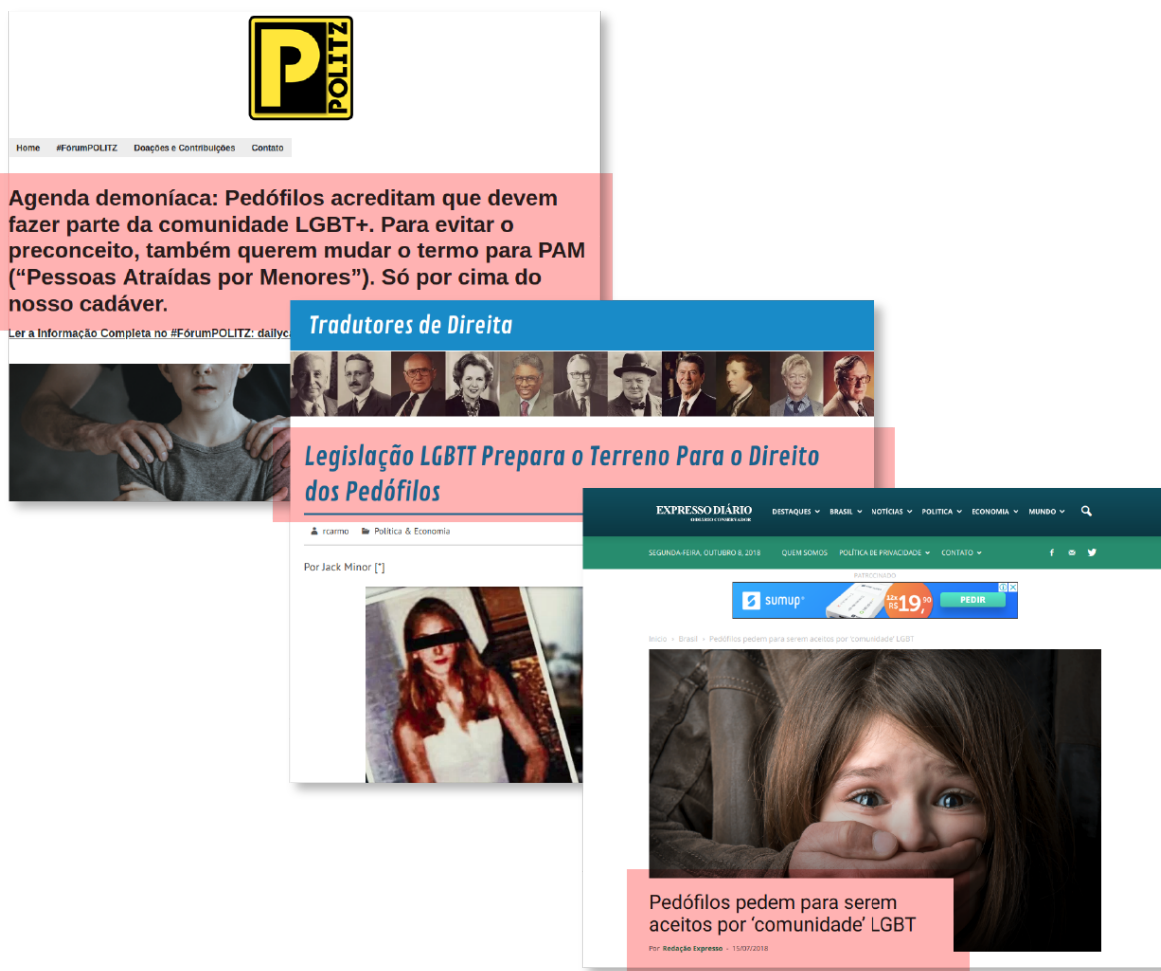 P
POLITZ
Home #FórumPOLITZ Doações e Contribuições Contato
Agenda demoníaca: Pedófilos acreditam que devem
fazer parte da comunidade LGBT+. Para evitar o
preconceito, também querem mudar o termo para PAM
(“Pessoas Atraídas por Menores”). Só por cima do
nosso cadáver.
Ler a Informação Completa no #FórumPOLITZ: dailyc
Tradutores de Direita
Legislação LGBTT Prepara o Terreno Para o Direito
dos Pedófilos
rcarmo Política & Economia
Por Jack Minor [*]
EXPRESSO DIÁRIO
DESTAQUES BRASIL NOTÍCIAS POLITICA ECONOMIA MUNDO
SEGUNDA-FEIRA, OUTUBRO 8, 2018 QUEM SOMOS POLÍTICA DE PRIVACIDADE CONTATO
PATROCINADO
sumup 12x R$19,90 PEDIR
Início › Brasil › Pedófilos pedem para serem aceitos por 'comunidade' LGBT
Pedófilos pedem para serem
aceitos por ‘comunidade’ LGBT
Por Redação Expresso - 15/07/2018